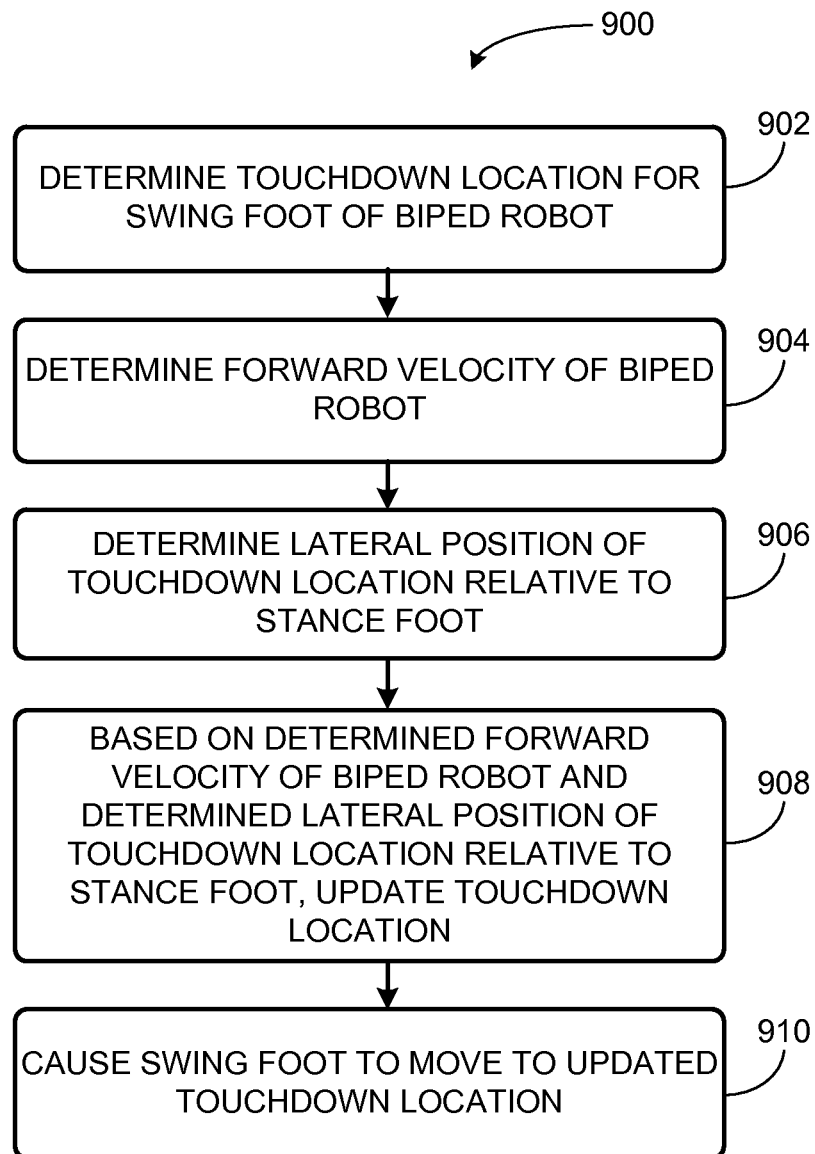 900
902
DETERMINE TOUCHDOWN LOCATION FOR
SWING FOOT OF BIPED ROBOT
904
DETERMINE FORWARD VELOCITY OF BIPED
ROBOT
906
DETERMINE LATERAL POSITION OF
TOUCHDOWN LOCATION RELATIVE TO
STANCE FOOT
908
BASED ON DETERMINED FORWARD
VELOCITY OF BIPED ROBOT AND
DETERMINED LATERAL POSITION OF
TOUCHDOWN LOCATION RELATIVE TO
STANCE FOOT, UPDATE TOUCHDOWN
LOCATION
910
CAUSE SWING FOOT TO MOVE TO UPDATED
TOUCHDOWN LOCATION